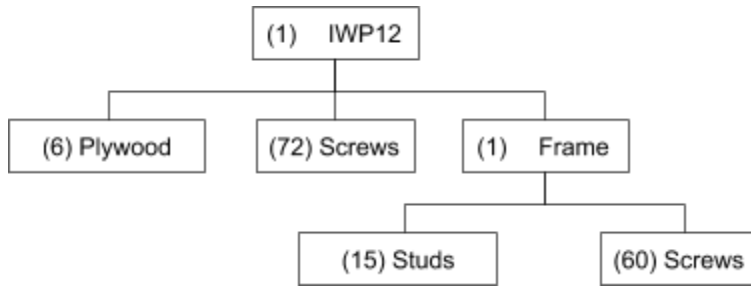 (1) IWP12
(6) Plywood
(72) Screws
(1) Frame
(15) Studs
(60) Screws